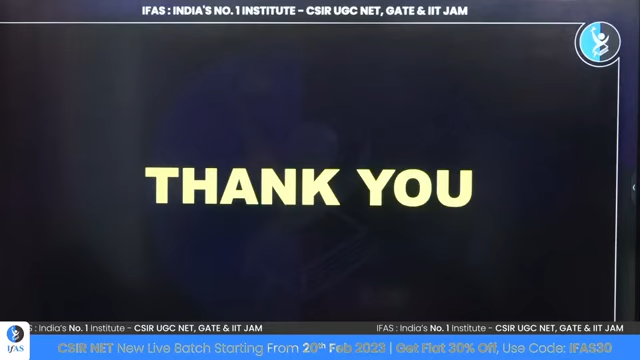 IFAS : INDIA'S NO. 1 INSTITUTE – CSIR UGC NET, GATE & IIT JAM
THANK YOU
S : India's No. 1 Institute - CSIR UGC NET, GATE & IIT JAM
IFAS : India's No. 1 Institute - CSIR UGC NET, GATE & IIT JAM
IFAS
CSIR NET New Live Batch Starting From 20th Feb 2023 | Get Flat 30% Off, Use Code: IFAS30